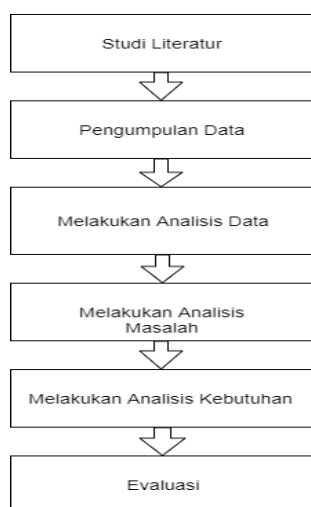 Studi Literatur
Pengumpulan Data
Melakukan Analisis Data
Melakukan Analisis
Masalah
Melakukan Analisis Kebutuhan
Evaluasi